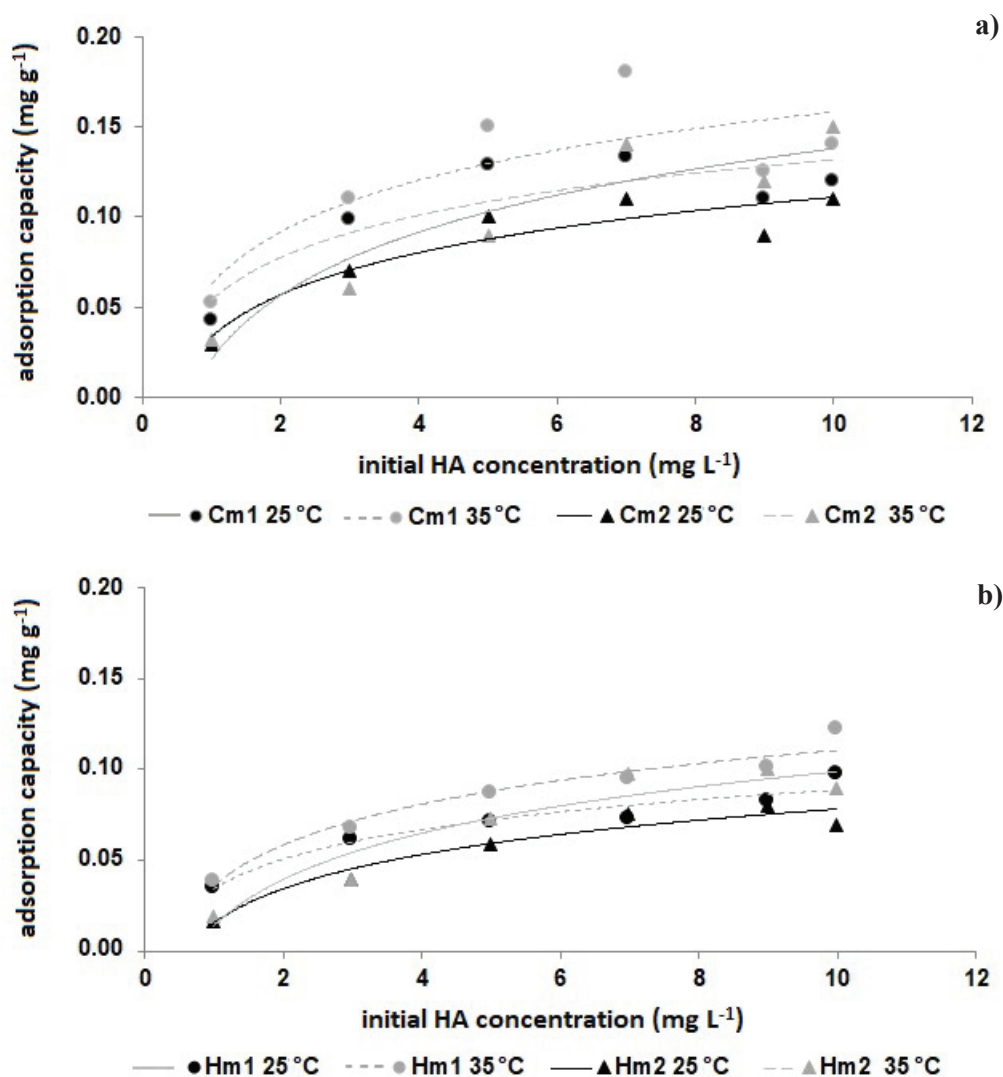 a)
0.20
0.15
0.10
0.05
0.00
adsorption capacity (mg g⁻¹)
0 2 4 6 8 10 12
initial HA concentration (mg L⁻¹)
Cm1 25 °C Cm1 35 °C Cm2 25 °C Cm2 35 °C
b)
0.20
0.15
0.10
0.05
0.00
adsorption capacity (mg g⁻¹)
0 2 4 6 8 10 12
initial HA concentration (mg L⁻¹)
Hm1 25 °C Hm1 35 °C Hm2 25 °C Hm2 35 °C